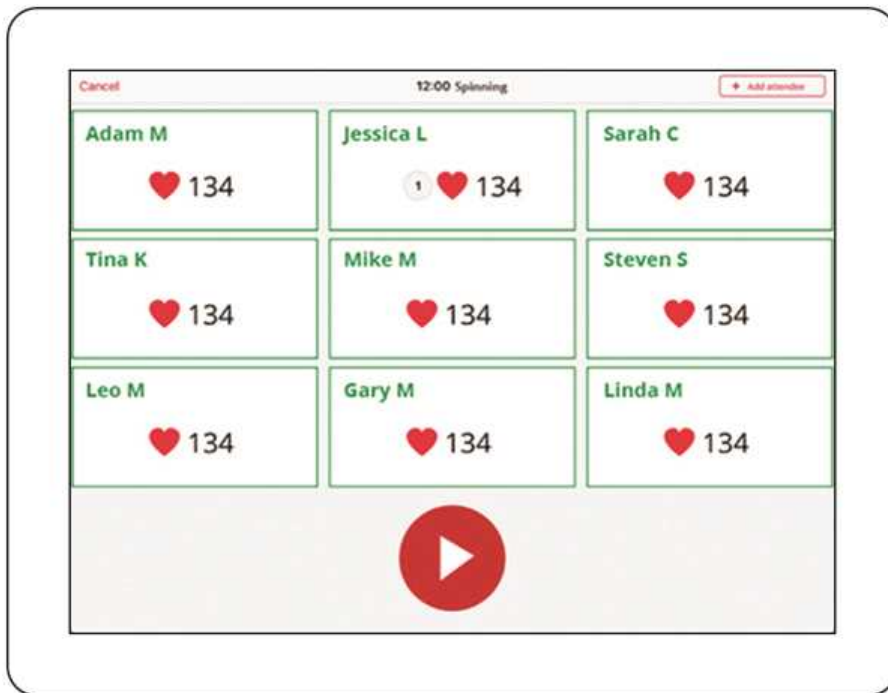 Cancel
12:00 Spinning
+ Add attendee
Adam M
Jessica L
Sarah C
134
1 134
134
Tina K
Mike M
Steven S
134
134
134
Leo M
Gary M
Linda M
134
134
134